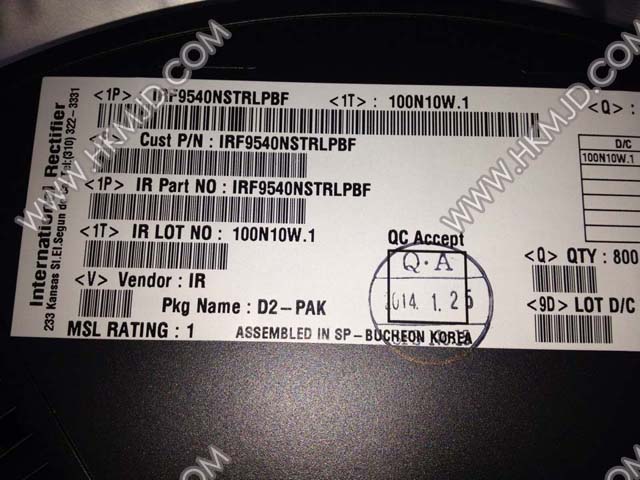 International Rectifier
233 Kansas St.El.Segun Tel:(310) 322-3331
<1P> : IRF9540NSTRLPBF <1T> : 100N10W.1 <Q> :
Cust P/N : IRF9540NSTRLPBF
D/C
100N10W.1
<1P> IR Part NO : IRF9540NSTRLPBF
<1T> IR LOT NO : 100N10W.1
QC Accept
Q·A
2014. 1. 25
<Q> QTY : 800
<V> Vendor : IR
Pkg Name : D2-PAK
<9D> LOT D/C
MSL RATING : 1 ASSEMBLED IN SP-BUCHEON KOREA
WWW.HKMJD.COM
WWW.HKMJD.COM
WWW.HKMJD.COM
WWW.HKMJD.COM